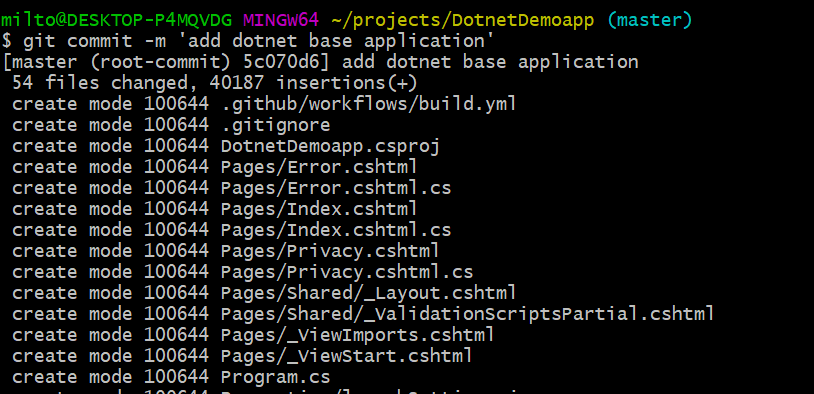 milto@DESKTOP-P4MQVDG MINGW64 ~/projects/DotnetDemoapp (master)
$ git commit -m 'add dotnet base application'
[master (root-commit) 5c070d6] add dotnet base application
 54 files changed, 40187 insertions(+)
 create mode 100644 .github/workflows/build.yml
 create mode 100644 .gitignore
 create mode 100644 DotnetDemoapp.csproj
 create mode 100644 Pages/Error.cshtml
 create mode 100644 Pages/Error.cshtml.cs
 create mode 100644 Pages/Index.cshtml
 create mode 100644 Pages/Index.cshtml.cs
 create mode 100644 Pages/Privacy.cshtml
 create mode 100644 Pages/Privacy.cshtml.cs
 create mode 100644 Pages/Shared/_Layout.cshtml
 create mode 100644 Pages/Shared/_ValidationScriptsPartial.cshtml
 create mode 100644 Pages/_ViewImports.cshtml
 create mode 100644 Pages/_ViewStart.cshtml
 create mode 100644 Program.cs
 create mode 100644